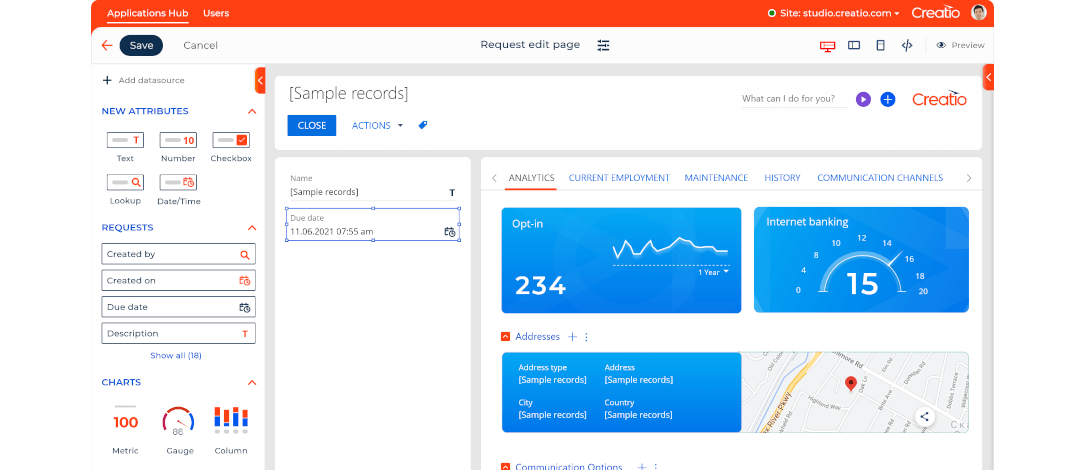 Applications Hub Users Site: studio.creatio.com Creatio
Save Cancel Request edit page Preview
Add datasource
NEW ATTRIBUTES
T 10
Text Number Checkbox
Lookup Date/Time
REQUESTS
Created by
Created on
Due date
Description T
Show all (18)
CHARTS
100 86
Metric Gauge Column
[Sample records]
What can I do for you? Creatio
CLOSE ACTIONS
Name
[Sample records] T
Due date
11.06.2021 07:55 am
ANALYTICS CURRENT EMPLOYMENT MAINTENANCE HISTORY COMMUNICATION CHANNELS
Opt-in
234
1 Year
Internet banking
0 4 8 10 12 14 16 18 20
15
Addresses
Address type Address
[Sample records] [Sample records]
City Country
[Sample records] [Sample records]
Highland Way
Communication Options